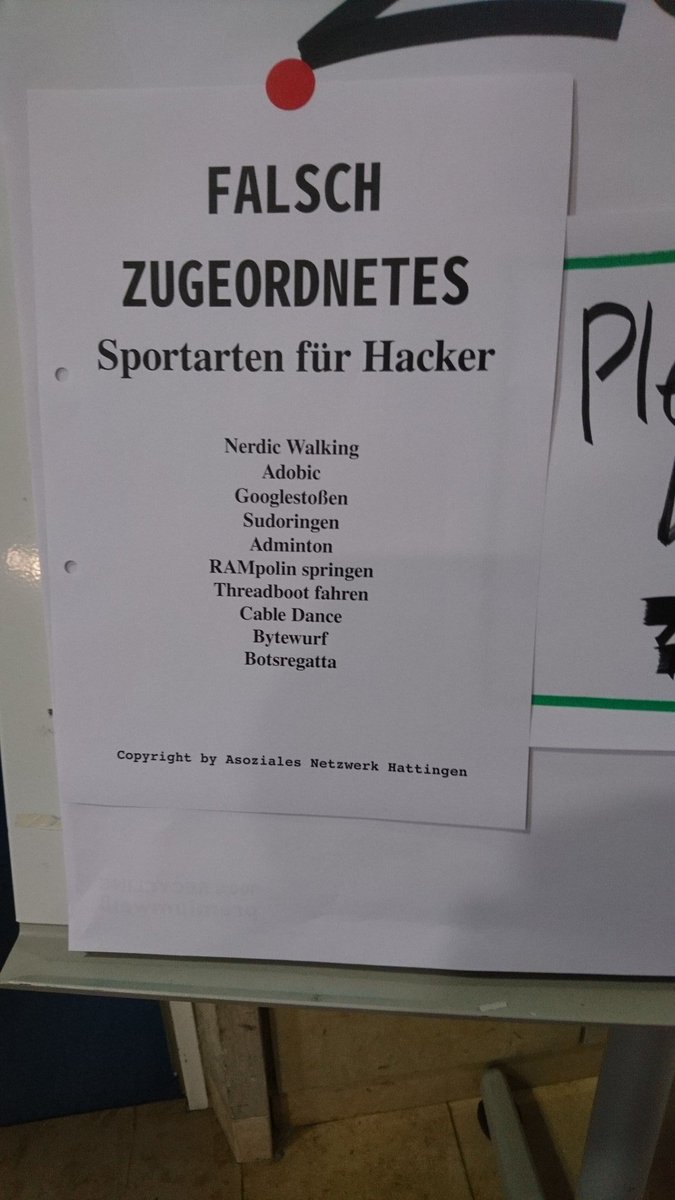 FALSCH
ZUGEORDNETES
Sportarten für Hacker
Nerdic Walking
Adobic
Googlestoßen
Sudoringen
Adminton
RAMpolin springen
Threadboot fahren
Cable Dance
Bytewurf
Botsregatta
Copyright by Asoziales Netzwerk Hattingen